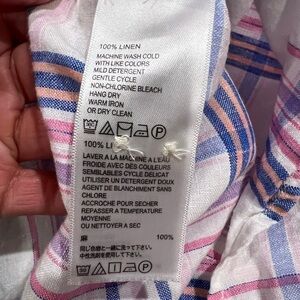 100% LINEN
MACHINE WASH COLD
WITH LIKE COLORS
MILD DETERGENT
GENTLE CYCLE
NON-CHLORINE BLEACH
HANG DRY
WARM IRON
OR DRY CLEAN
100% LI
LAVER A LA MACHINE A L'EAU
FROIDE AVEC DES COULEURS
SEMBLABLES CYCLE DELICAT
UTILISER UN DETERGENT DOUX
AGENT DE BLANCHIMENT SANS
CHLORE
ACCROCHE POUR SECHER
REPASSER A TEMPERATURE
MOYENNE
OU NETTOYER A SEC
麻 100%